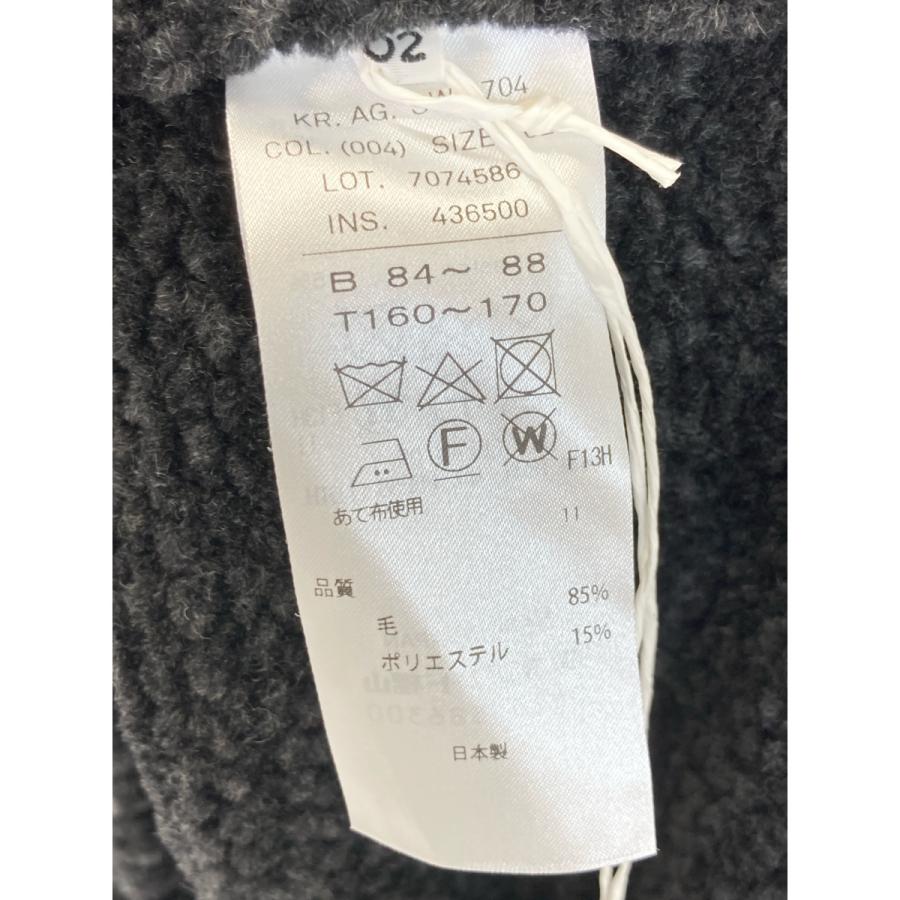 02
KR. AG. 704
COL. (004) SIZE
LOT. 7074586
INS. 436500
B 84～ 88
T160～170
F W
F13H
あて布使用 11
品質
毛 85%
ポリエステル 15%
日本製